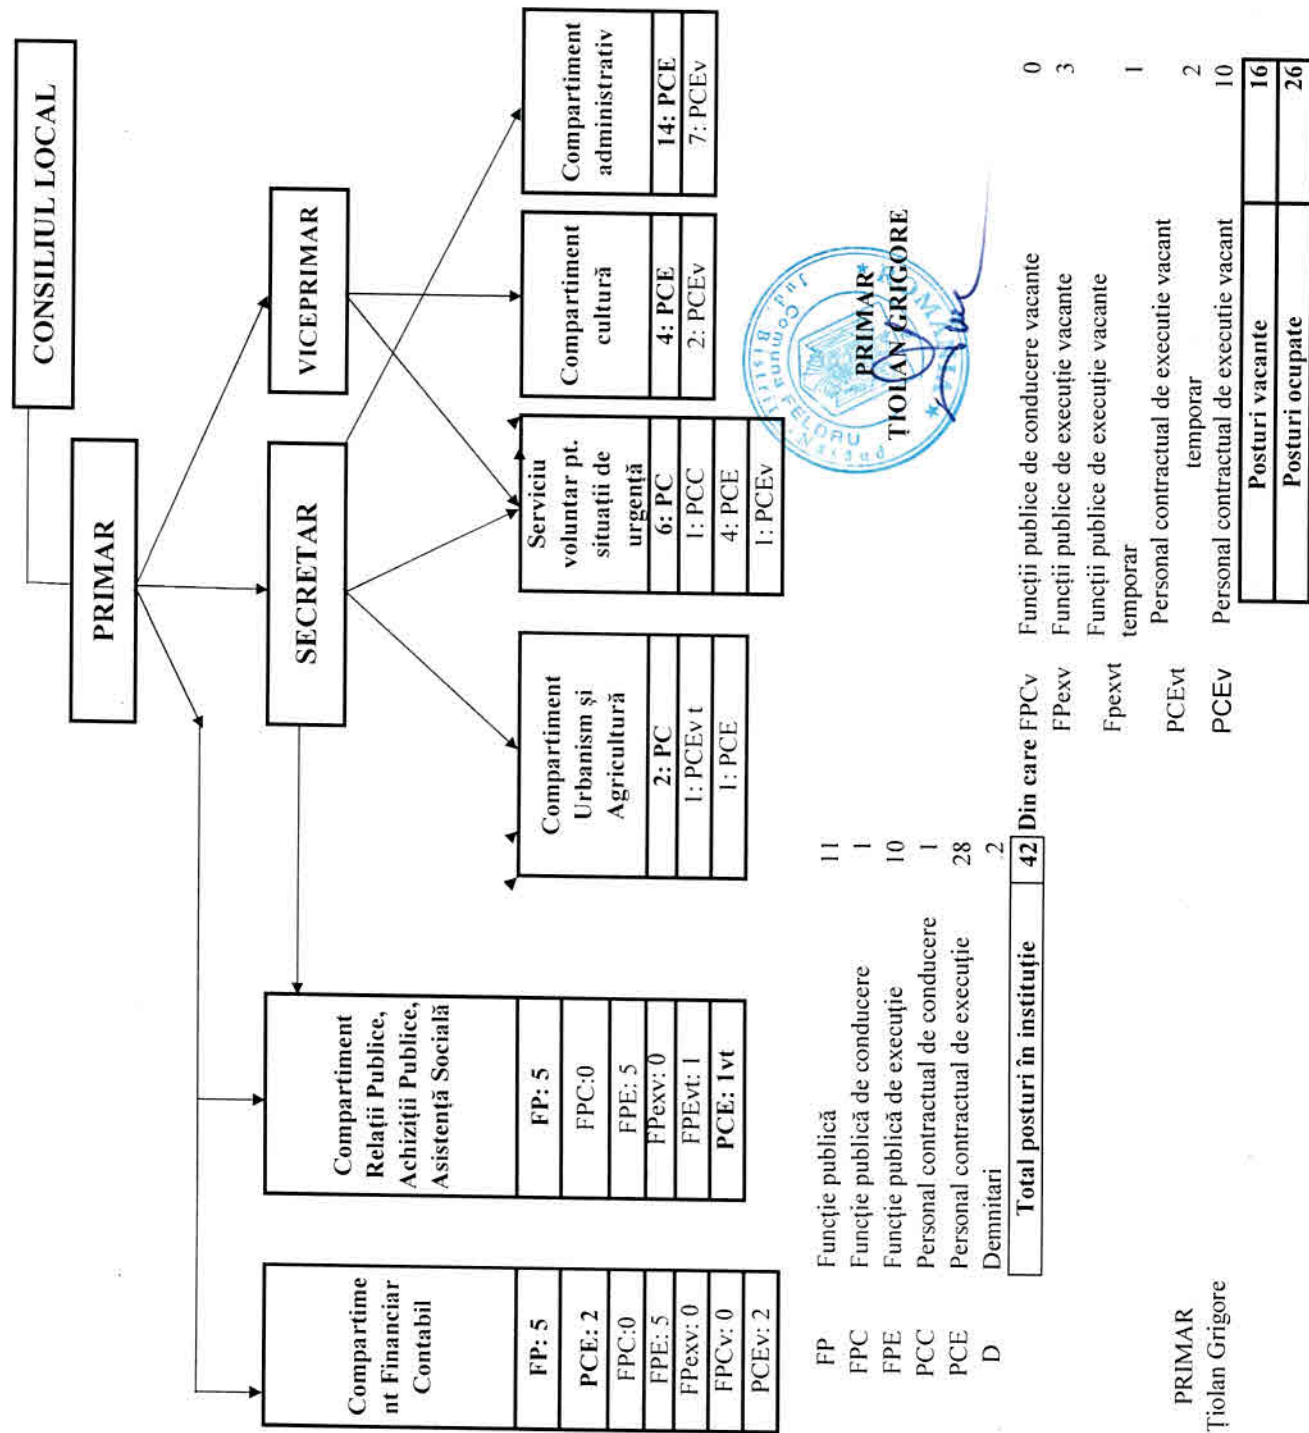 CONSILIUL LOCAL
PRIMAR
SECRETAR
VICEPRIMAR
Compartime
nt Financiar
Contabil
FP: 5
PCE: 2
FPC:0
FPE: 5
FPexv: 0
FPCv: 0
PCEv: 2
Compartiment
Relații Publice,
Achiziții Publice,
Asistență Socială
FP: 5
FPC:0
FPE: 5
FPexv: 0
FPEvt: 1
PCE: 1vt
Compartiment
Urbanism și
Agricultură
2: PC
1: PCEv t
1: PCE
Serviciu
voluntar pt.
situații de
urgență
6: PC
1: PCC
4: PCE
1: PCEv
Compartiment
cultură
4: PCE
2: PCEv
Compartiment
administrativ
14: PCE
7: PCEv
PRIMAR
ȚIOLAN GRIGORE
ROMÂNIA
Jud. Bistrița Năsăud
Comuna FELDRU
FP Funcție publică 11
FPC Funcție publică de conducere 1
FPE Funcție publică de execuție 10
PCC Personal contractual de conducere 1
PCE Personal contractual de execuție 28
D Demnitari 2
Total posturi în instituție 42 Din care
FPCv Funcții publice de conducere vacante 0
FPexv Funcții publice de execuție vacante 3
Funcții publice de execuție vacante
Fpexvt temporar 1
Personal contractual de executie vacant
PCEvt temporar 2
PCEv Personal contractual de executie vacant 10
Posturi vacante 16
Posturi ocupate 26
PRIMAR
Țiolan Grigore